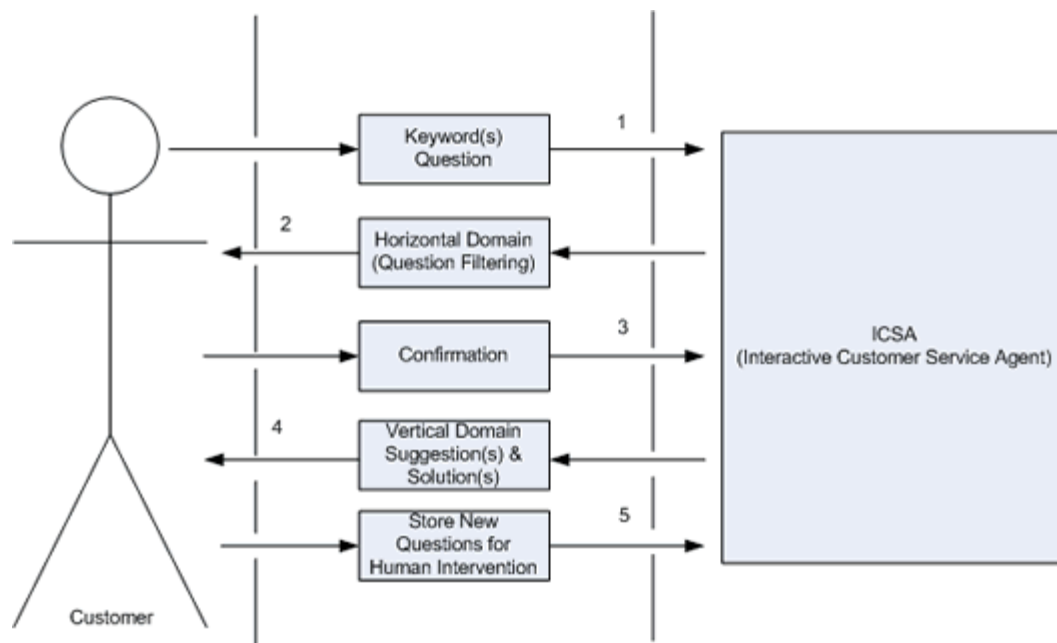 1
Keyword(s)
Question
2
Horizontal Domain
(Question Filtering)
3
Confirmation
ICSA
(Interactive Customer Service Agent)
4
Vertical Domain
Suggestion(s) &
Solution(s)
5
Store New
Questions for
Human Intervention
Customer